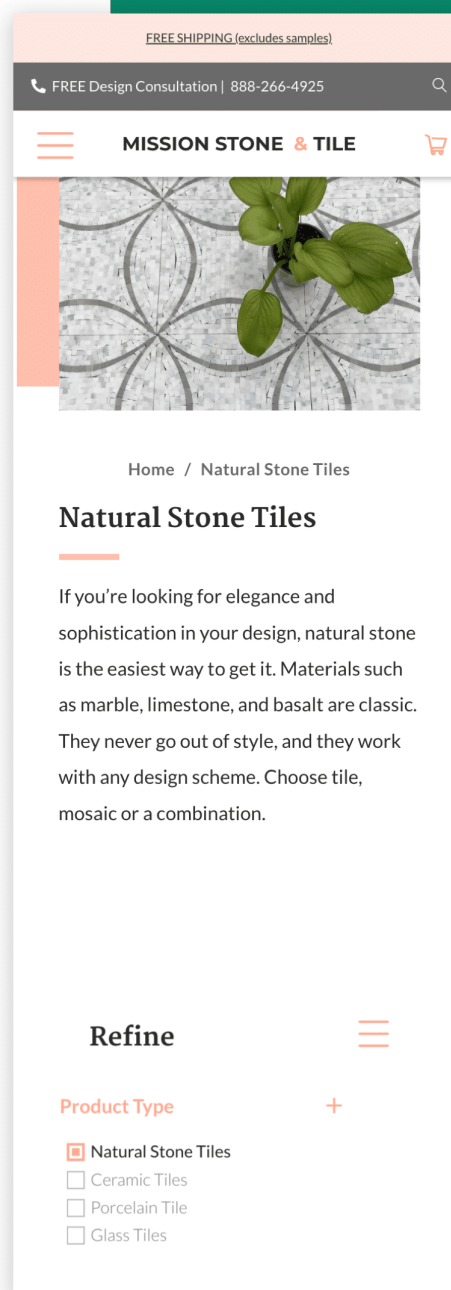 FREE SHIPPING (excludes samples)
FREE Design Consultation | 888-266-4925
MISSION STONE & TILE
Home / Natural Stone Tiles
Natural Stone Tiles
If you’re looking for elegance and
sophistication in your design, natural stone
is the easiest way to get it. Materials such
as marble, limestone, and basalt are classic.
They never go out of style, and they work
with any design scheme. Choose tile,
mosaic or a combination.
Refine
Product Type +
Natural Stone Tiles
Ceramic Tiles
Porcelain Tile
Glass Tiles